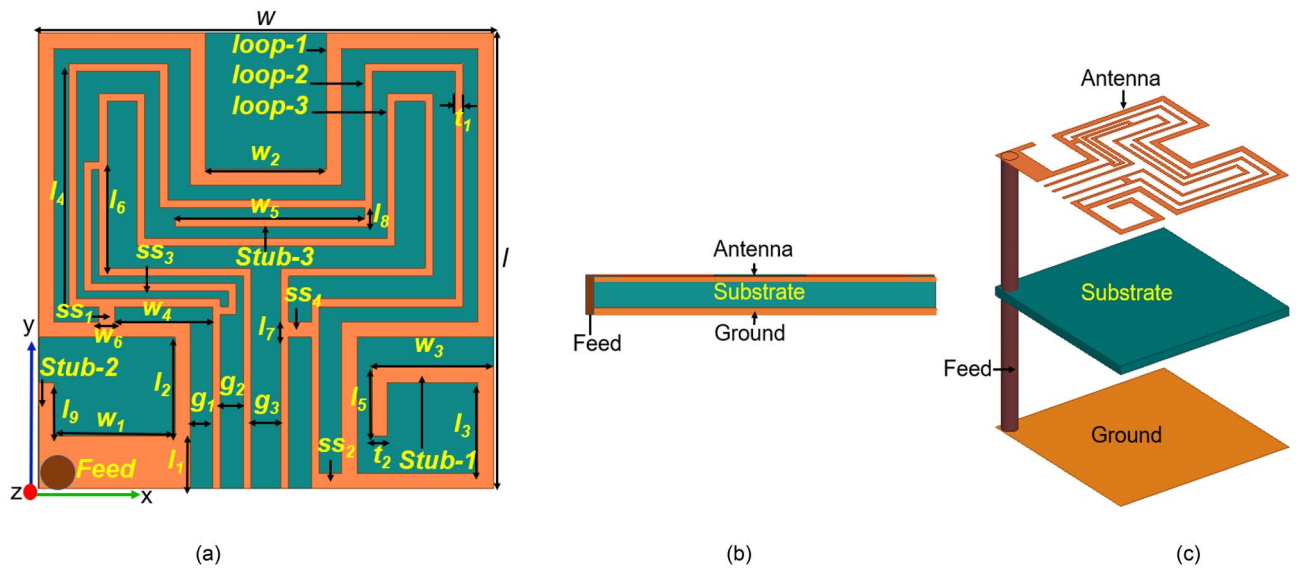 w
loop-1
loop-2
loop-3
t1
w2
l4
l6
w5
l8
l
Stub-3
ss3
ss4
ss1
w4
w6
l7
y
Stub-2
w3
l2
g1
g2
g3
l5
l3
l9
w1
l1
ss2
t2
Stub-1
Feed
z
x
(a)
Antenna
Substrate
Ground
Feed
(b)
Antenna
Substrate
Feed
Ground
(c)